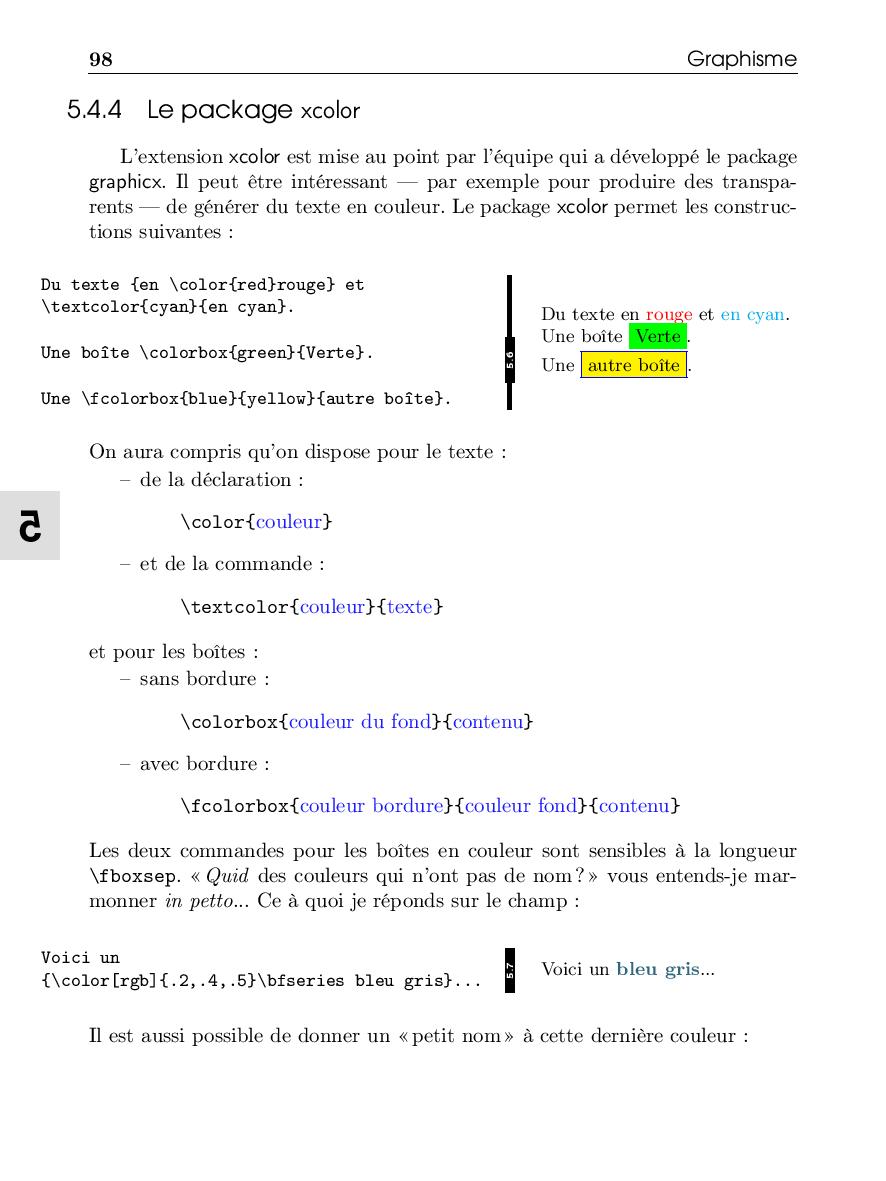 98 Graphisme
5.4.4 Le package xcolor
L'extension xcolor est mise au point par l'équipe qui a développé le package
graphicx. Il peut être intéressant — par exemple pour produire des transpa-
rents — de générer du texte en couleur. Le package xcolor permet les construc-
tions suivantes :
Du texte {en \color{red}rouge} et
\textcolor{cyan}{en cyan}.
Une boîte \colorbox{green}{Verte}.
Une \fcolorbox{blue}{yellow}{autre boîte}.
5.6
Du texte en rouge et en cyan.
Une boîte Verte.
Une autre boîte.
On aura compris qu'on dispose pour le texte :
– de la déclaration :
\color{couleur}
5
– et de la commande :
\textcolor{couleur}{texte}
et pour les boîtes :
– sans bordure :
\colorbox{couleur du fond}{contenu}
– avec bordure :
\fcolorbox{couleur bordure}{couleur fond}{contenu}
Les deux commandes pour les boîtes en couleur sont sensibles à la longueur
\fboxsep. « Quid des couleurs qui n'ont pas de nom ? » vous entends-je mar-
monner in petto... Ce à quoi je réponds sur le champ :
Voici un
{\color[rgb]{.2,.4,.5}\bfseries bleu gris}...
5.7
Voici un bleu gris...
Il est aussi possible de donner un « petit nom » à cette dernière couleur :